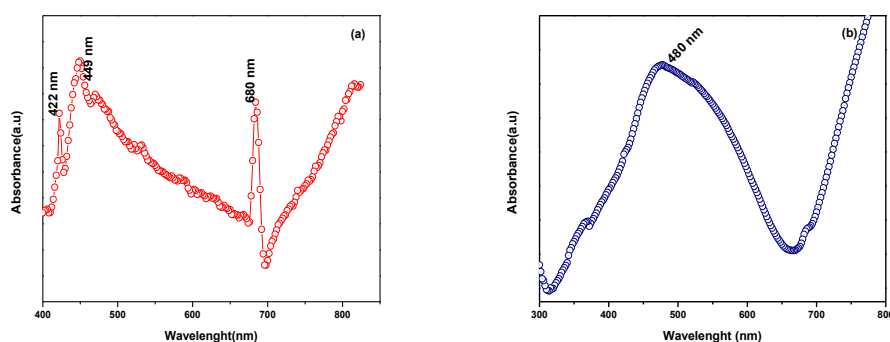 (a)
422 nm
449 nm
680 nm
Absorbance(a.u)
400 500 600 700 800
Wavelenght(nm)
(b)
480 nm
Absorbance(a.u)
300 400 500 600 700 800
Wavelenght (nm)